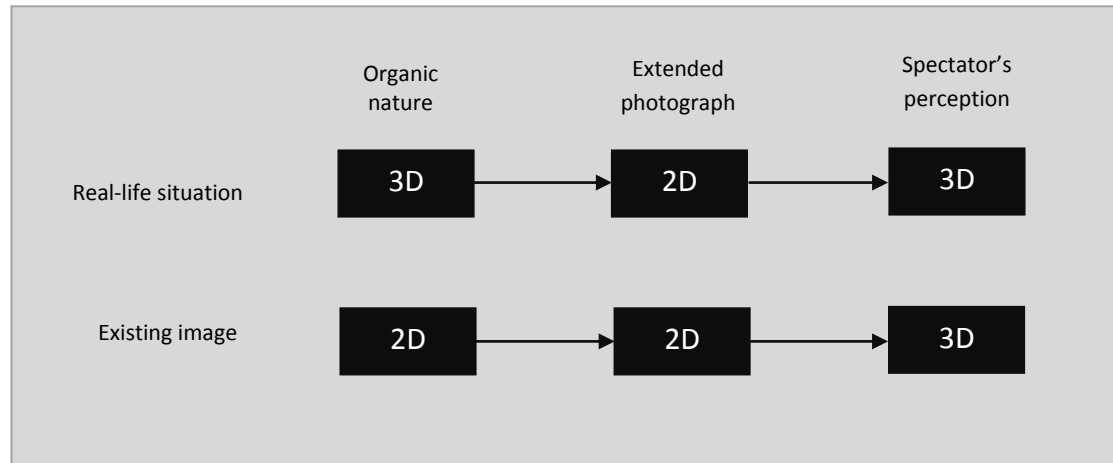 Organic
nature
Extended
photograph
Spectator’s
perception
Real-life situation
3D
2D
3D
Existing image
2D
2D
3D